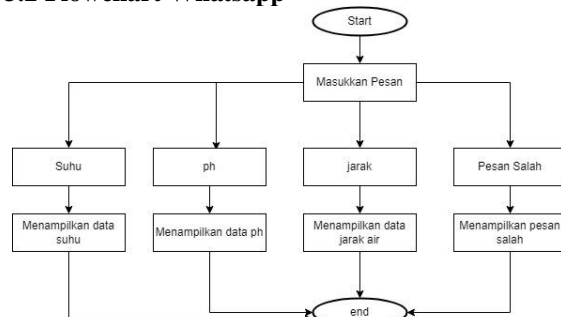 Start
Masukkan Pesan
Suhu
ph
jarak
Pesan Salah
Menampilkan data
suhu
Menampilkan data ph
Menampilkan data
jarak air
Menampilkan pesan
salah
end